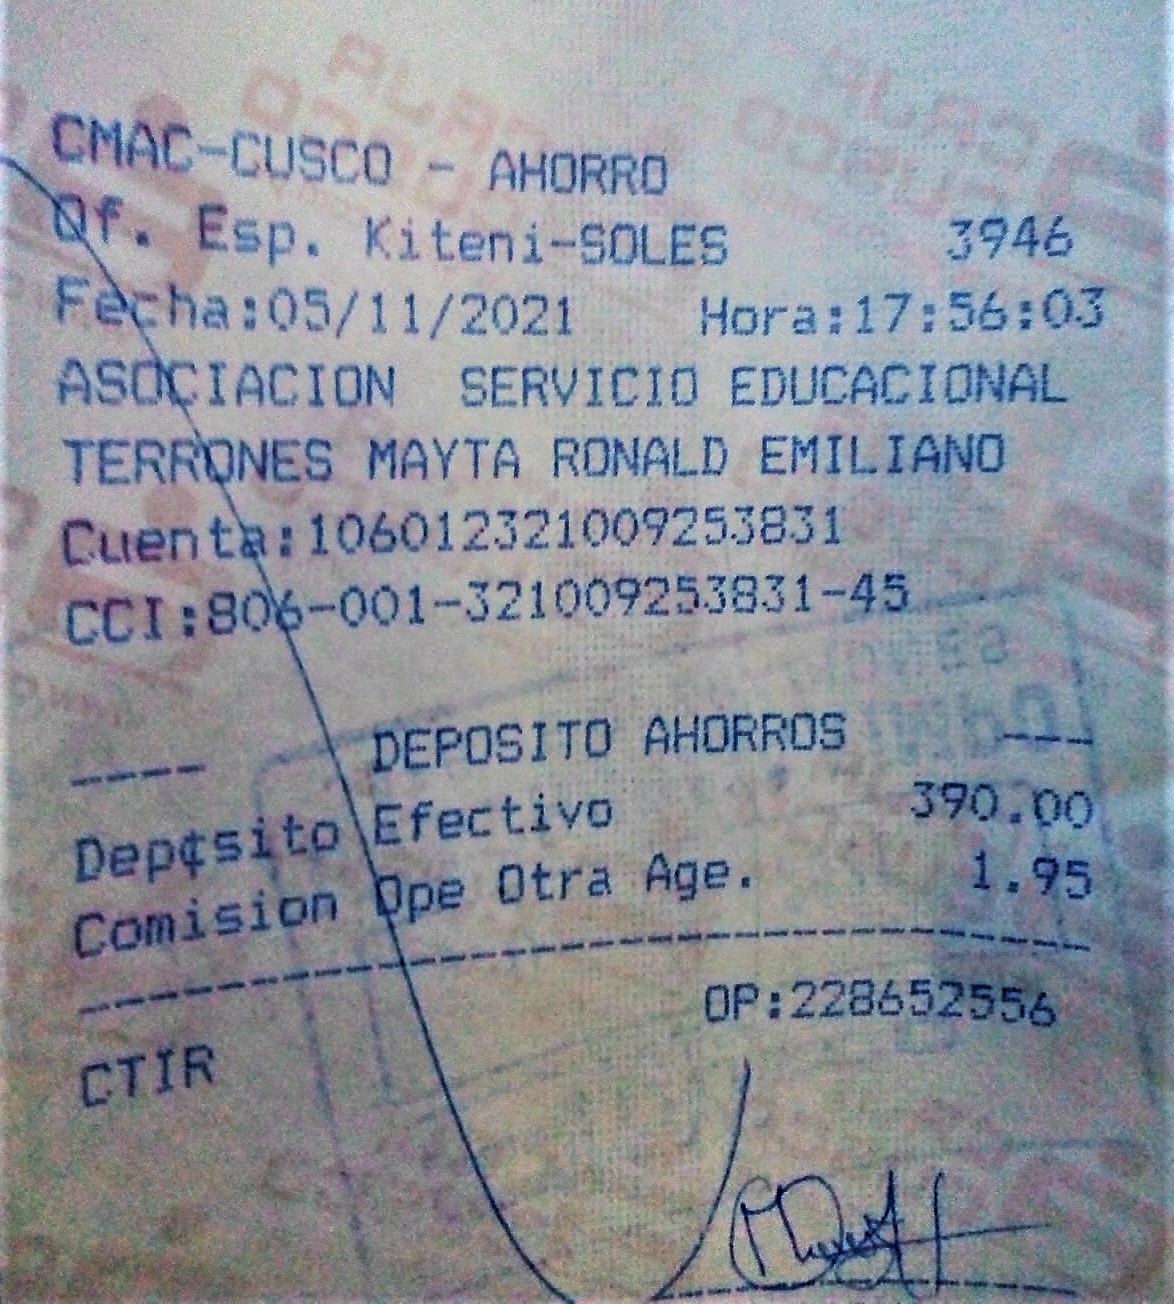 CMAC-CUSCO - AHORRO
Of. Esp. Kiteni-SOLES 3946
Fecha:05/11/2021 Hora:17:56:03
ASOCIACION SERVICIO EDUCACIONAL
TERRONES MAYTA RONALD EMILIANO
Cuenta:106012321009253831
CCI:806-001-321009253831-45
---- DEPOSITO AHORROS ----
Dep¢sito Efectivo 390.00
Comision Ope Otra Age. 1.95
OP:228652556
CTIR